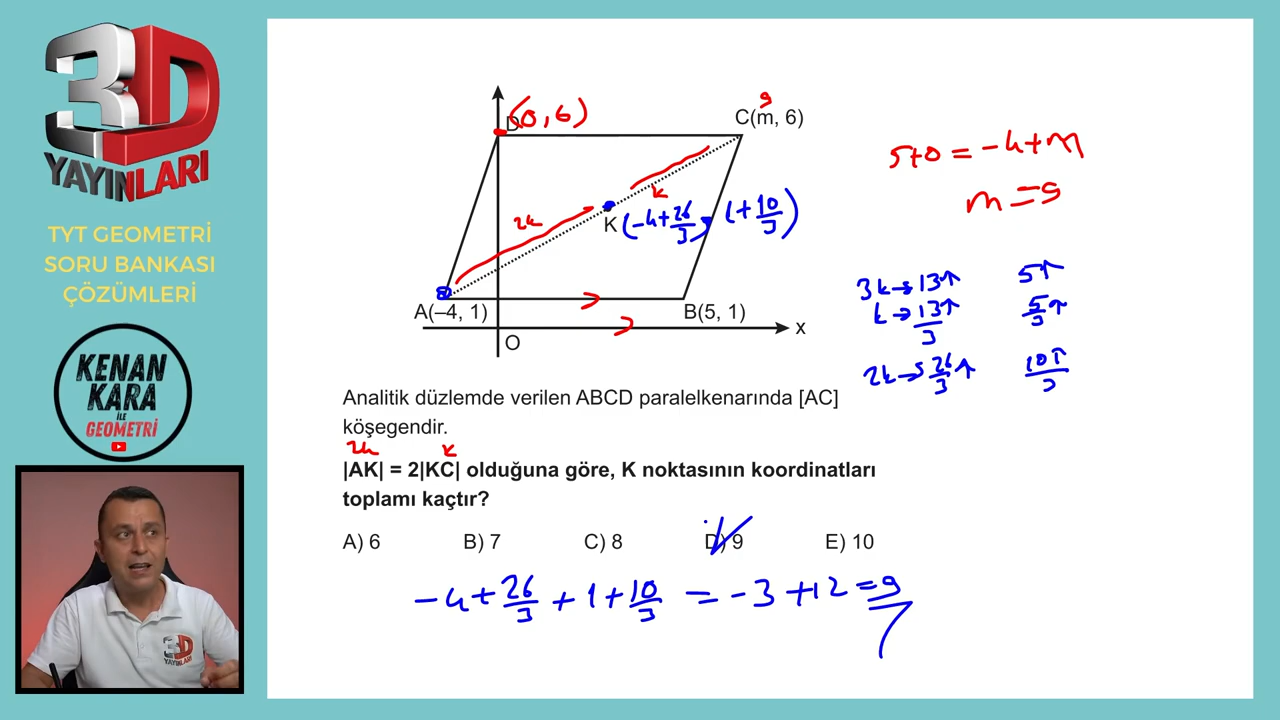 3D
YAYINLARI
TYT GEOMETRİ
SORU BANKASI
ÇÖZÜMLERİ
KENAN
KARA
İLE
GEOMETRİ
3D
YAYINLARI
D
(0, 6)
9
C(m, 6)
2k
k
K
(-4+26/3, 1+10/3)
A(–4, 1)
B(5, 1)
x
O
5+0 = -4+m
m = 9
3k→13↑ 5↑
k→13/3↑ 5/3↑
2k→26/3↑ 10/3↑
Analitik düzlemde verilen ABCD paralelkenarında [AC]
köşegendir.
2k k
|AK| = 2|KC| olduğuna göre, K noktasının koordinatları
toplamı kaçtır?
A) 6 B) 7 C) 8 D) 9 E) 10
-4+26/3+1+10/3 = -3+12=9